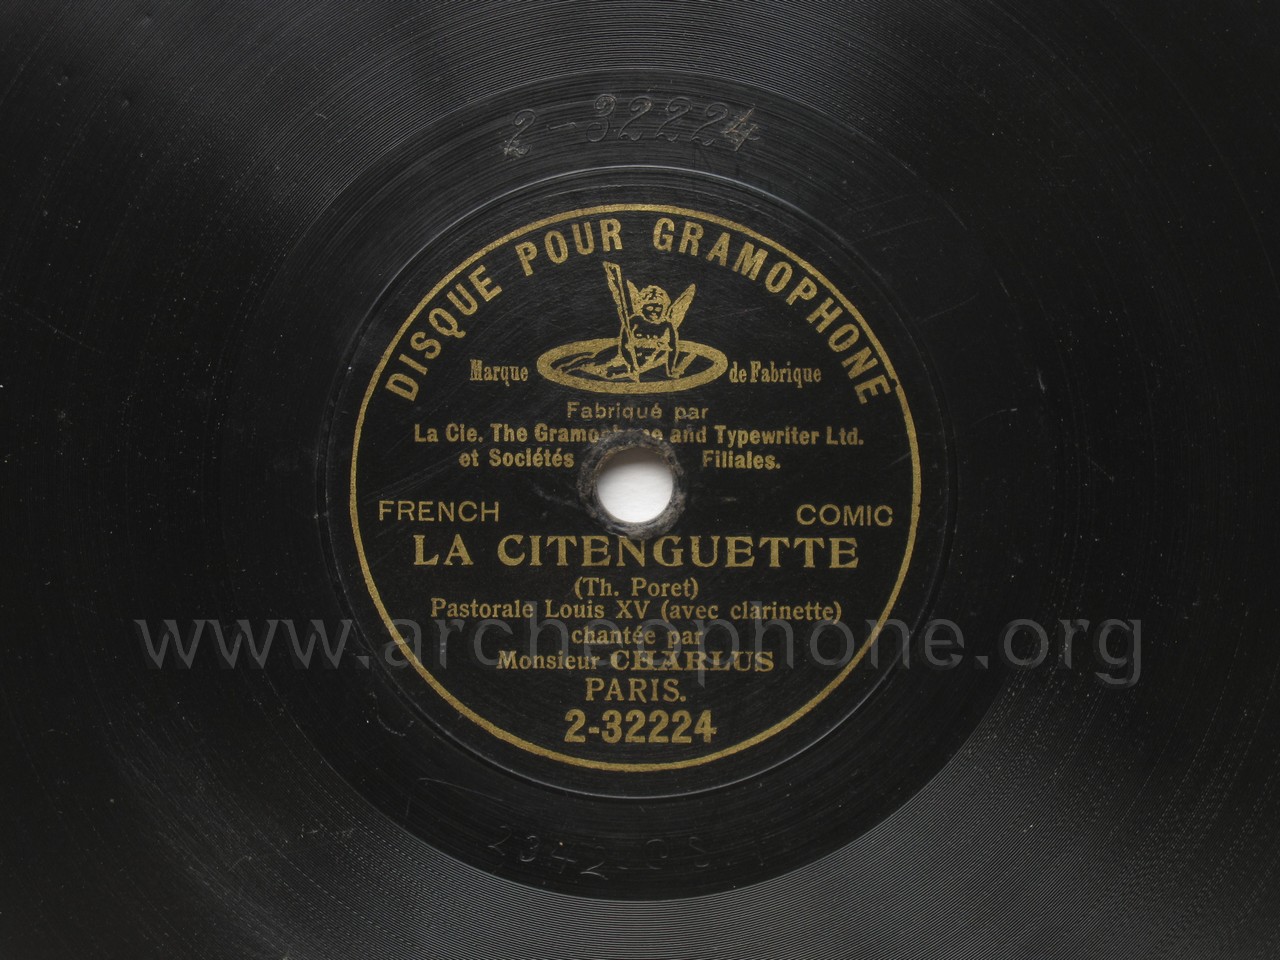 2-32224
DISQUE POUR GRAMOPHONE
Marque de Fabrique
Fabriqué par
La Cie. The Gramophone and Typewriter Ltd.
et Sociétés Filiales.
FRENCH COMIC
LA CITENGUETTE
(Th. Poret)
Pastorale Louis XV (avec clarinette)
www.archeophone.org
chantée par
Monsieur CHARLUS
PARIS.
2-32224
2942